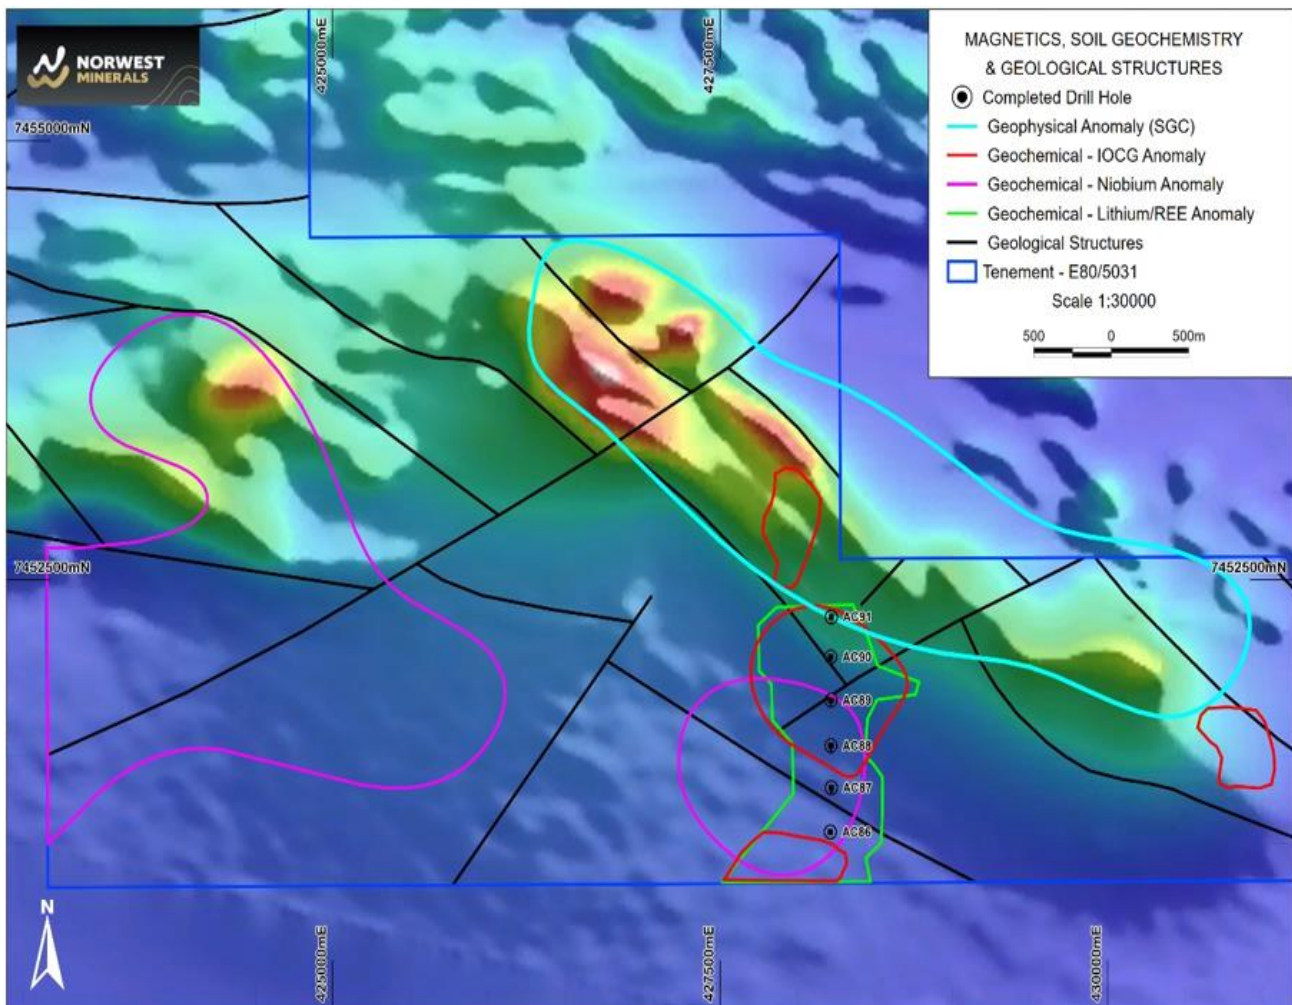 NORWEST
MINERALS
425000mE
427500mE
MAGNETICS, SOIL GEOCHEMISTRY
& GEOLOGICAL STRUCTURES
Completed Drill Hole
Geophysical Anomaly (SGC)
Geochemical - IOCG Anomaly
Geochemical - Niobium Anomaly
Geochemical - Lithium/REE Anomaly
Geological Structures
Tenement - E80/5031
Scale 1:30000
500 0 500m
7455000mN
7452500mN
7452500mN
AC91
AC90
AC89
AC88
AC87
AC86
N
425000mE
427500mE
430000mE